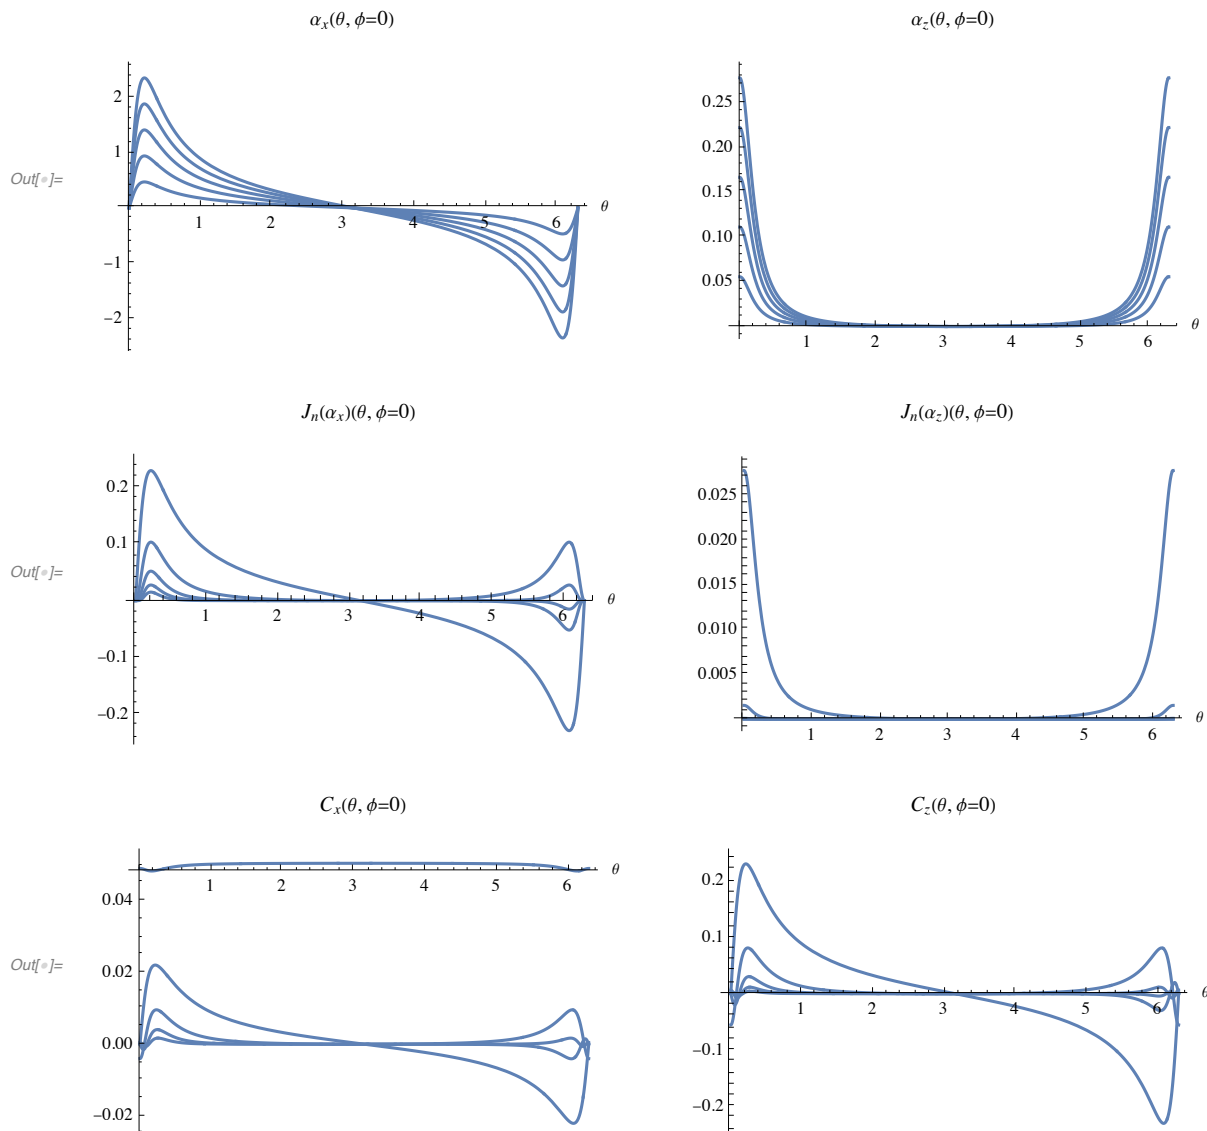 αₓ(θ, ϕ=0)
α_z(θ, ϕ=0)
Out[•]=
2
1
−1
−2
1 2 3 4 5 6 θ
0.25
0.20
0.15
0.10
0.05
1 2 3 4 5 6 θ
Jₙ(αₓ)(θ, ϕ=0)
Jₙ(α_z)(θ, ϕ=0)
Out[•]=
0.2
0.1
−0.1
−0.2
1 2 3 4 5 6 θ
0.025
0.020
0.015
0.010
0.005
1 2 3 4 5 6 θ
Cₓ(θ, ϕ=0)
C_z(θ, ϕ=0)
Out[•]=
1 2 3 4 5 6 θ
0.04
0.02
0.00
−0.02
0.2
0.1
−0.1
−0.2
1 2 3 4 5 6 θ